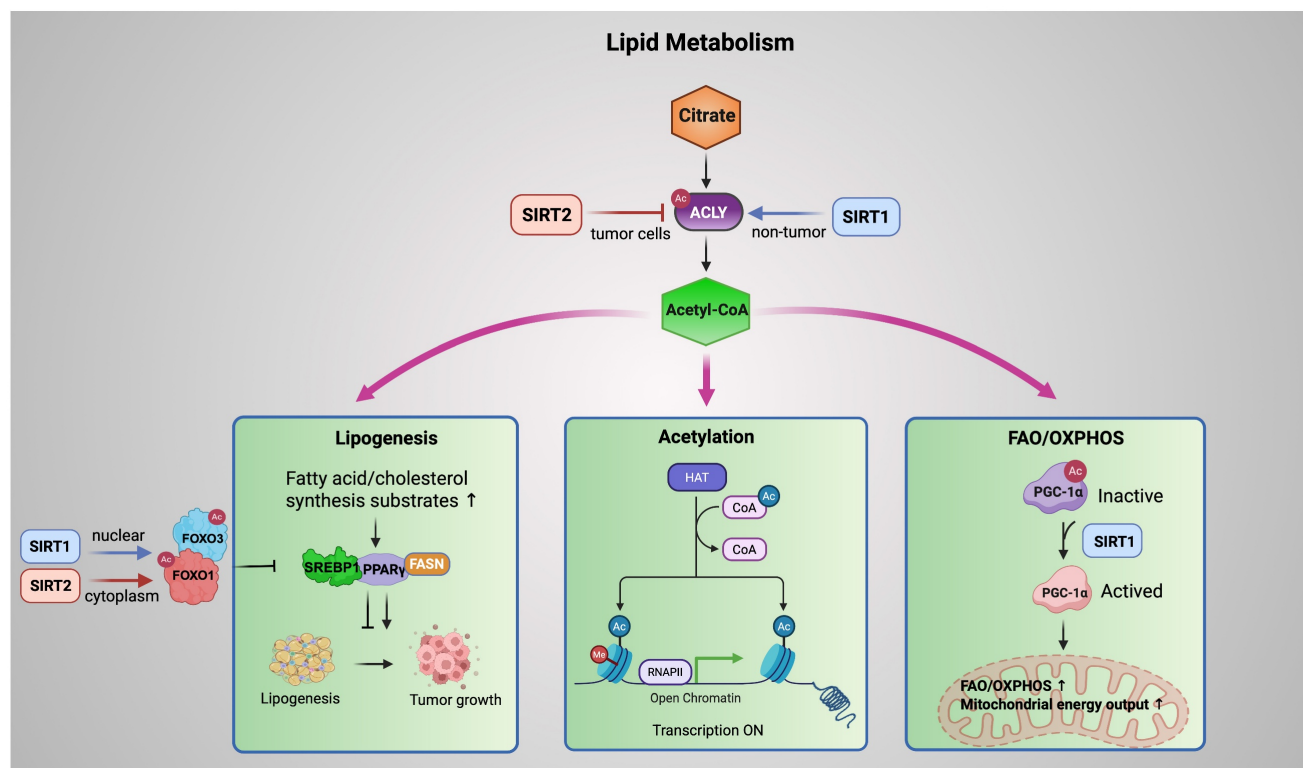 Lipid Metabolism
Citrate
Ac
SIRT2
ACLY
SIRT1
tumor cells
non-tumor
Acetyl-CoA
Lipogenesis
Fatty acid/cholesterol
synthesis substrates ↑
SIRT1
nuclear
SIRT2
cytoplasm
Ac
FOXO3
Ac
FOXO1
SREBP1
PPARγ
FASN
Lipogenesis
Tumor growth
Acetylation
HAT
Ac
CoA
CoA
Ac
Ac
Me
RNAPII
Open Chromatin
Transcription ON
FAO/OXPHOS
Ac
PGC-1α
Inactive
SIRT1
PGC-1α
Actived
FAO/OXPHOS ↑
Mitochondrial energy output ↑